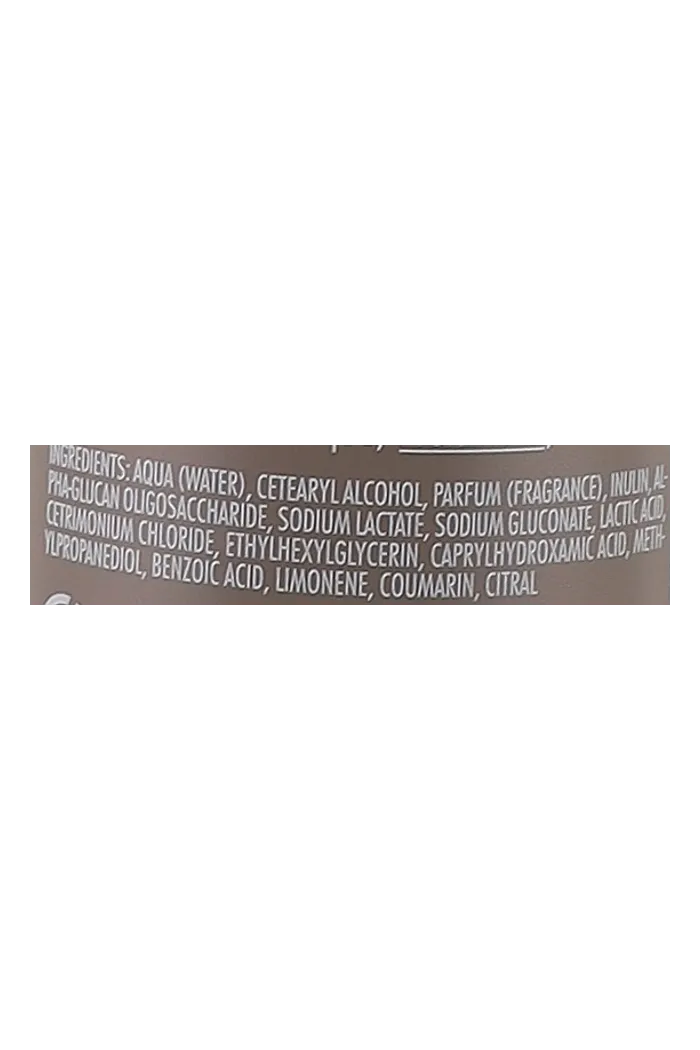 INGREDIENTS: AQUA (WATER), CETEARYL ALCOHOL, PARFUM (FRAGRANCE), INULIN, AL-
PHA-GLUCAN OLIGOSACCHARIDE, SODIUM LACTATE, SODIUM GLUCONATE, LACTIC ACID,
CETRIMONIUM CHLORIDE, ETHYLHEXYLGLYCERIN, CAPRYLHYDROXAMIC ACID, METH-
YLPROPANEDIOL, BENZOIC ACID, LIMONENE, COUMARIN, CITRAL